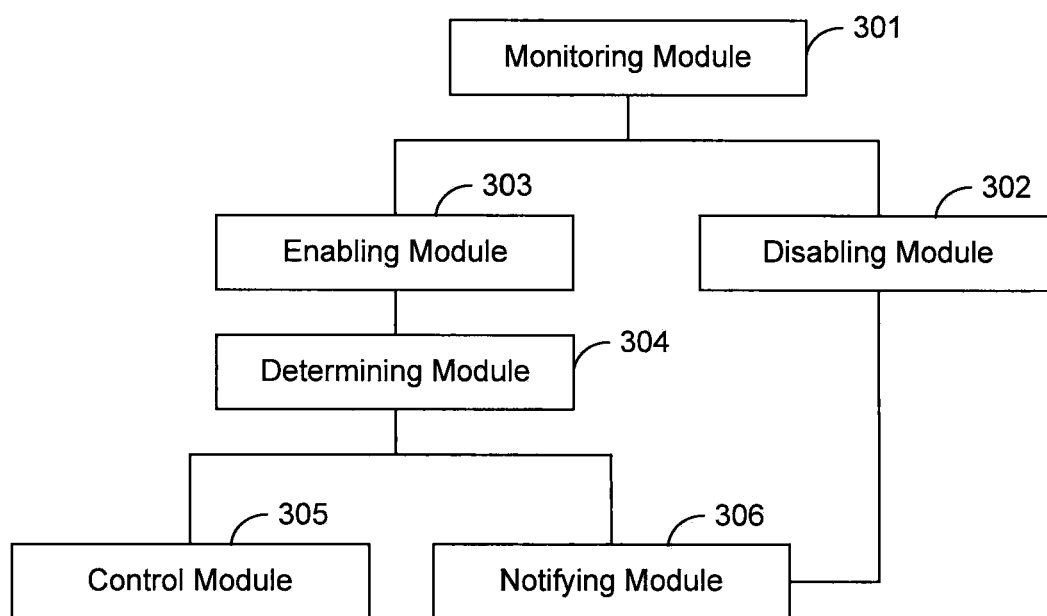 Monitoring Module
301
303
302
Enabling Module
Disabling Module
304
Determining Module
305
306
Control Module
Notifying Module